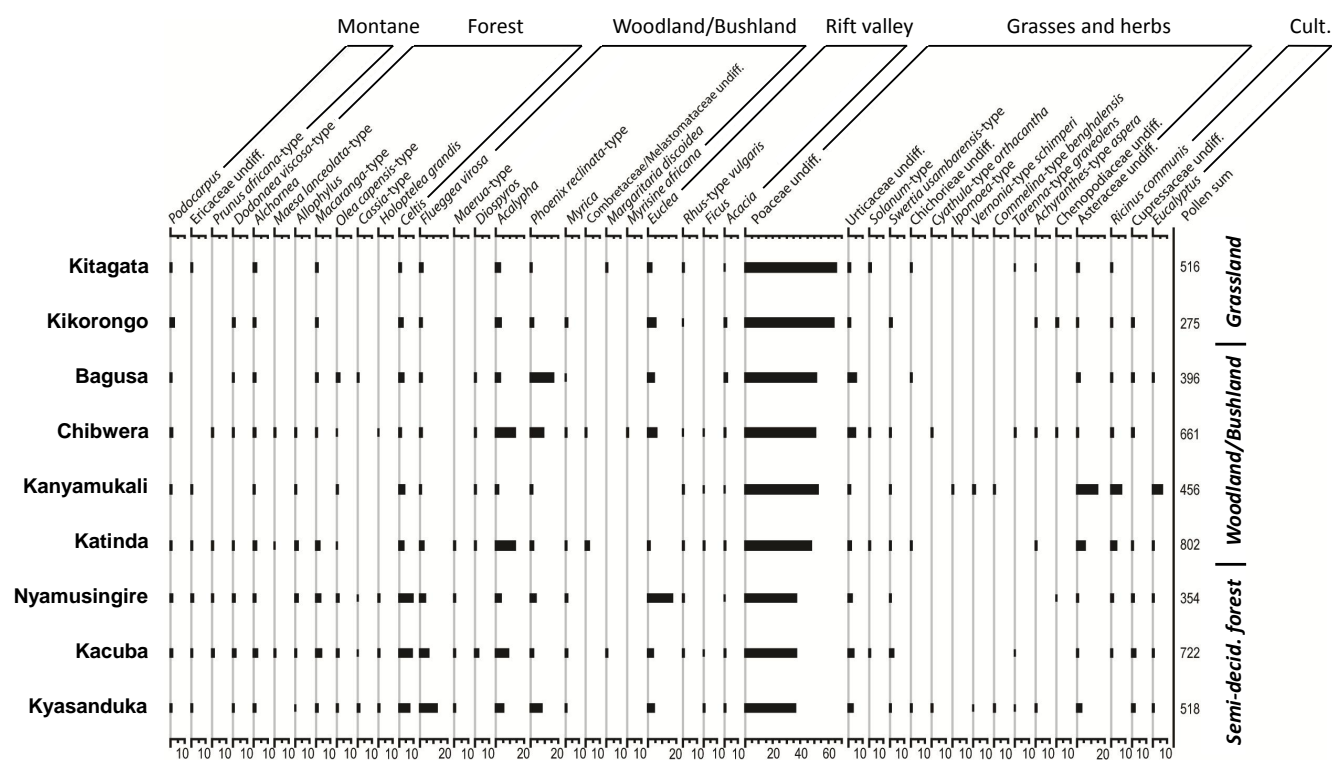 Montane
Forest
Woodland/Bushland
Rift valley
Grasses and herbs
Cult.
Podocarpus
Ericaceae undiff.
Prunus africana-type
Dodonaea viscosa-type
Alchornea
Maesa lanceolata-type
Allophylus
Macaranga-type
Olea capensis-type
Cassia-type
Holoptelea grandis
Celtis
Flueggea virosa
Maerua-type
Diospyros
Acalypha
Phoenix reclinata-type
Myrica
Combretaceae/Melastomataceae undiff.
Margaritaria discoidea
Myrisine africana
Euclea
Rhus-type vulgaris
Ficus
Acacia
Poaceae undiff.
Urticaceae undiff.
Solanum-type
Swertia usambarensis-type
Chichorieae undiff.
Cyathula-type orthacantha
Ipomoea-type
Vernonia-type schimperi
Commelina-type benghalensis
Tarenna-type graveolens
Achyranthes-type aspera
Chenopodiaceae undiff.
Asteraceae undiff.
Ricinus communis
Cupressaceae undiff.
Eucalyptus
Pollen sum
Kitagata 516
Kikorongo 275
Bagusa 396
Chibwera 661
Kanyamukali 456
Katinda 802
Nyamusingire 354
Kacuba 722
Kyasanduka 518
Grassland
Woodland/Bushland
Semi-decid. forest
10 10 10 10 10 10 10 10 10 10 10 10 20 10 10 20 20 10 10 10 10 20 10 10 10 20 40 60 10 10 10 10 10 10 10 10 10 10 10 20 10 10 10